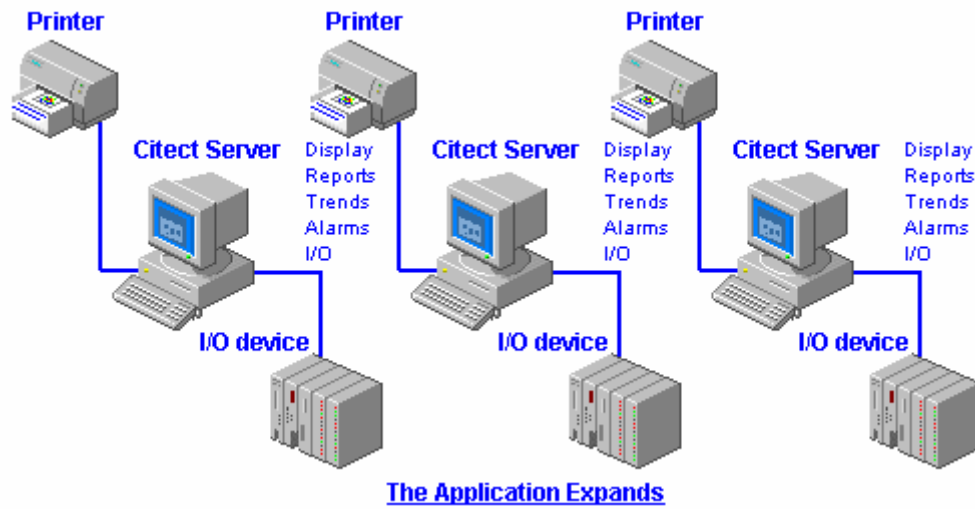 Printer
Printer
Printer
Citect Server
Display
Reports
Trends
Alarms
I/O
Citect Server
Display
Reports
Trends
Alarms
I/O
Citect Server
Display
Reports
Trends
Alarms
I/O
I/O device
I/O device
I/O device
The Application Expands